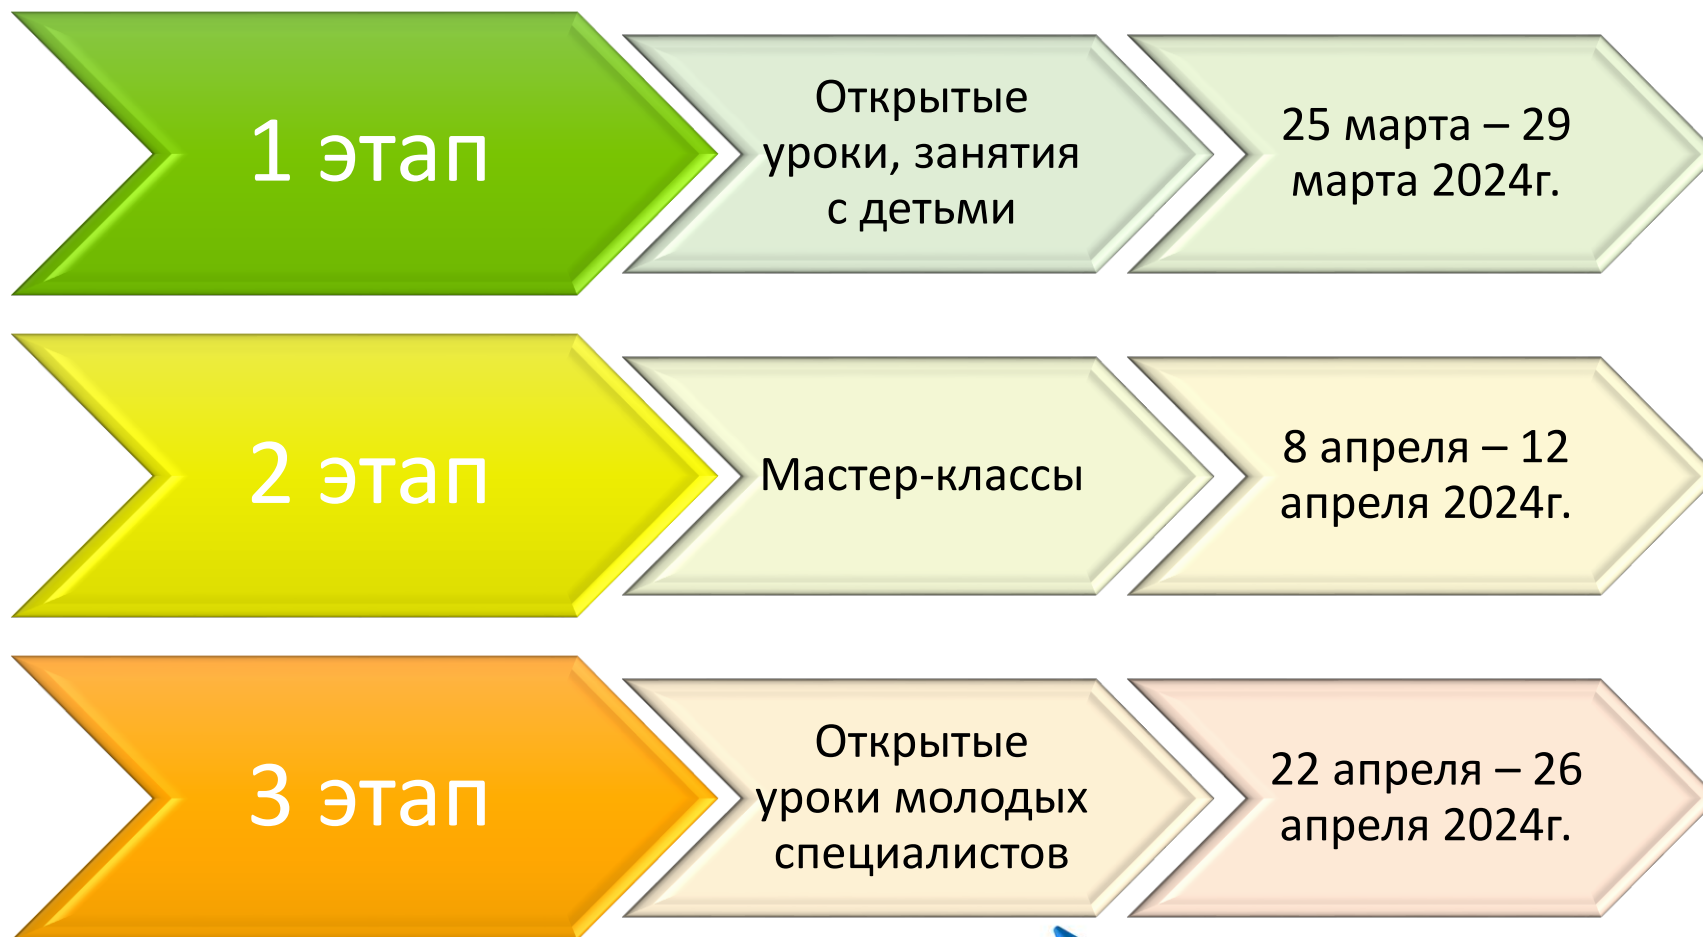 1 этап
Открытые
уроки, занятия
с детьми
25 марта – 29
марта 2024г.
2 этап
Мастер-классы
8 апреля – 12
апреля 2024г.
3 этап
Открытые
уроки молодых
специалистов
22 апреля – 26
апреля 2024г.